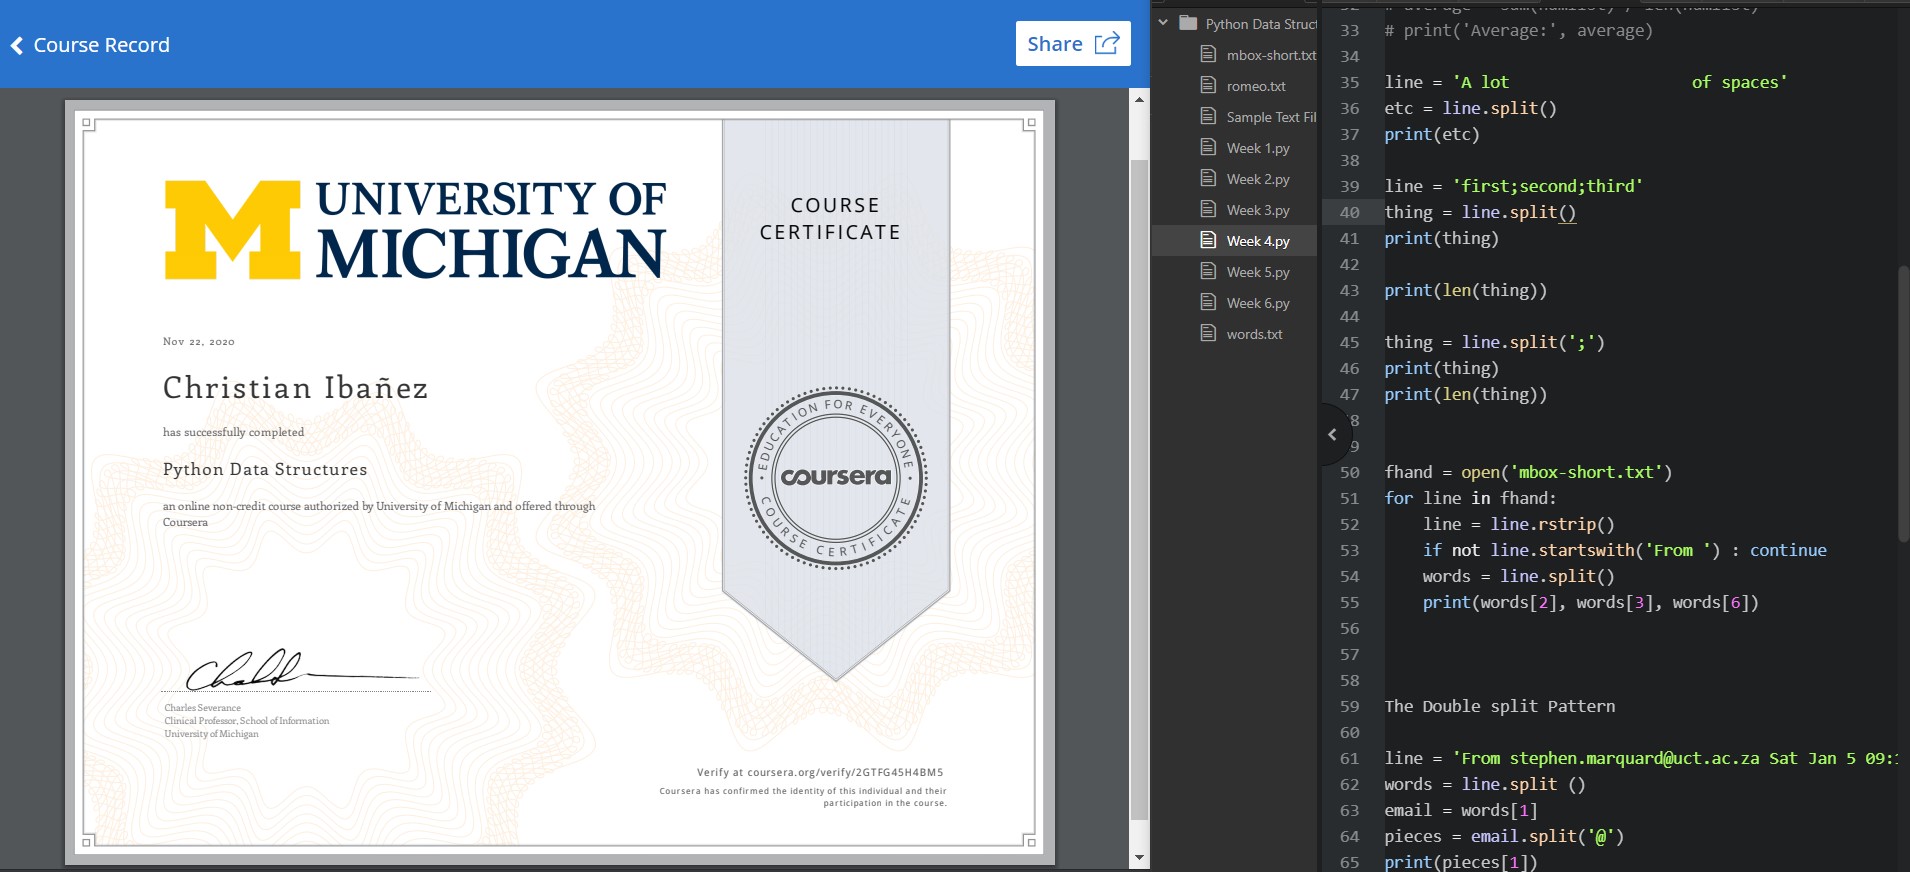 Course Record
Share
UNIVERSITY OF
MICHIGAN
COURSE
CERTIFICATE
Nov 22, 2020
Christian Ibañez
has successfully completed
Python Data Structures
an online non-credit course authorized by University of Michigan and offered through
Coursera
EDUCATION FOR EVERYONE
coursera
COURSE CERTIFICATE
Charles Severance
Clinical Professor, School of Information
University of Michigan
Verify at coursera.org/verify/2GTFG45H4BM5
Coursera has confirmed the identity of this individual and their
participation in the course.
Python Data Struct
mbox-short.txt
romeo.txt
Sample Text Fil
Week 1.py
Week 2.py
Week 3.py
Week 4.py
Week 5.py
Week 6.py
words.txt
33 # print('Average:', average)
34
35 line = 'A lot                   of spaces'
36 etc = line.split()
37 print(etc)
38
39 line = 'first;second;third'
40 thing = line.split()
41 print(thing)
42
43 print(len(thing))
44
45 thing = line.split(';')
46 print(thing)
47 print(len(thing))
8
9
50 fhand = open('mbox-short.txt')
51 for line in fhand:
52     line = line.rstrip()
53     if not line.startswith('From ') : continue
54     words = line.split()
55     print(words[2], words[3], words[6])
56
57
58
59 The Double split Pattern
60
61 line = 'From stephen.marquard@uct.ac.za Sat Jan 5 09:
62 words = line.split ()
63 email = words[1]
64 pieces = email.split('@')
65 print(pieces[1])